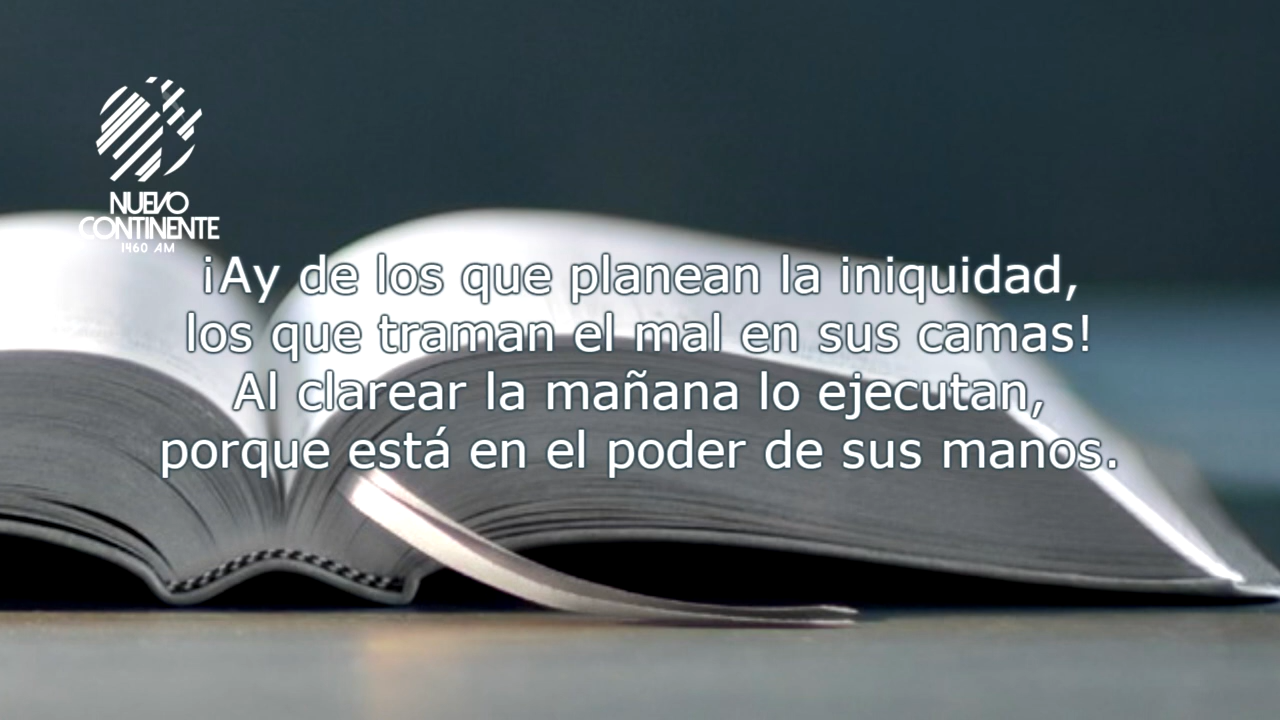 NUEVO
CONTINENTE
1460 AM
¡Ay de los que planean la iniquidad,
los que traman el mal en sus camas!
Al clarear la mañana lo ejecutan,
porque está en el poder de sus manos.